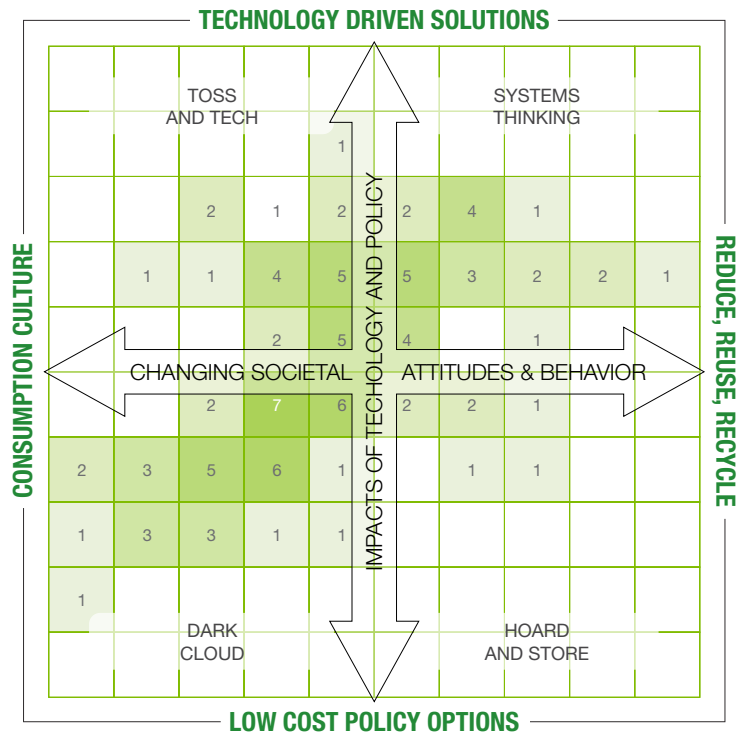 TECHNOLOGY DRIVEN SOLUTIONS
TOSS
AND TECH
SYSTEMS
THINKING
1
2 1 2 2 4 1
1 1 4 5 5 3 2 2 1
2 5 4 1
CHANGING SOCIETAL ATTITUDES & BEHAVIOR
IMPACTS OF TECHOLOGY AND POLICY
CONSUMPTION CULTURE
REDUCE, REUSE, RECYCLE
2 7 6 2 2 1
2 3 5 6 1 1 1
1 3 3 1 1
1
DARK
CLOUD
HOARD
AND STORE
LOW COST POLICY OPTIONS